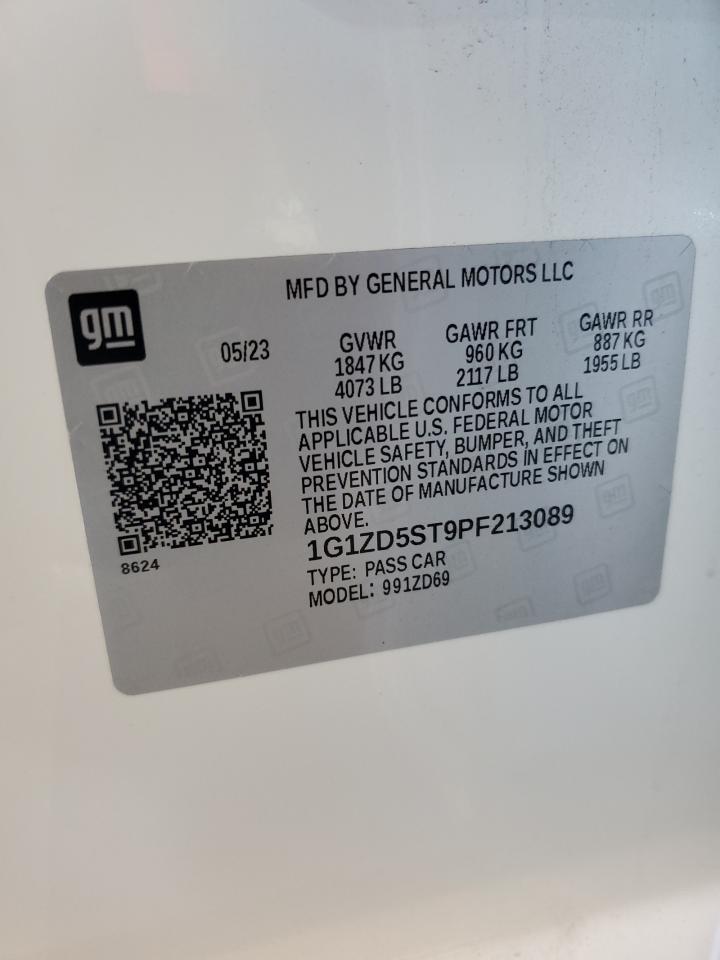 MFD BY GENERAL MOTORS LLC
gm
05/23
GVWR
1847 KG
4073 LB
GAWR FRT
960 KG
2117 LB
GAWR RR
887 KG
1955 LB
THIS VEHICLE CONFORMS TO ALL
APPLICABLE U.S. FEDERAL MOTOR
VEHICLE SAFETY, BUMPER, AND THEFT
PREVENTION STANDARDS IN EFFECT ON
THE DATE OF MANUFACTURE SHOWN
ABOVE.
8624
1G1ZD5ST9PF213089
TYPE: PASS CAR
MODEL: 991ZD69